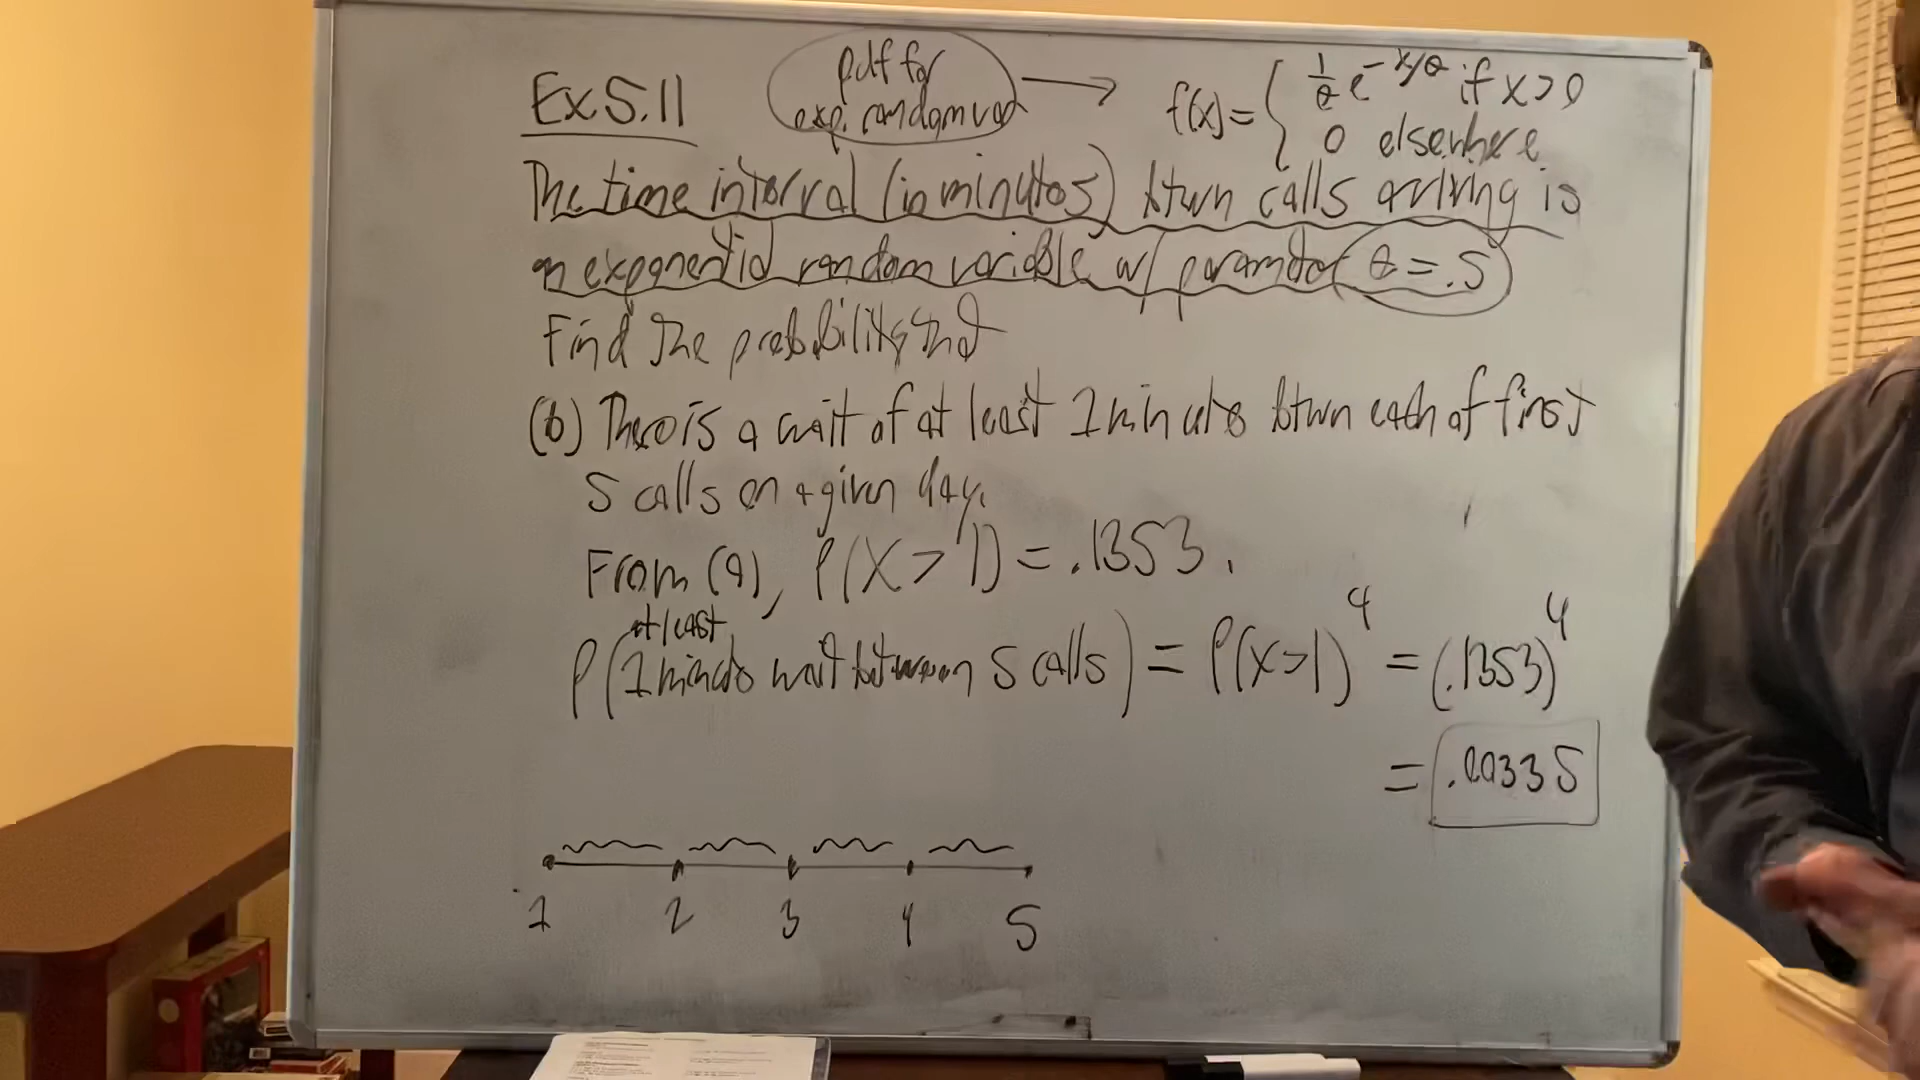 Ex 5.11
pdf for
exp. random var
f(x) = { 1/θ e^-x/θ if x>0
0 elsewhere
The time interval (in minutes) btwn calls arriving is
an exponential random variable w/ parameter θ = .5
Find the probability that
(b) There is a wait of at least 1 minute btwn each of first
5 calls on a given day.
From (a), P(X > 1) = .1353.
at least
P(1 minute wait between 5 calls) = P(X>1)^4 = (.1353)^4
= .000335
1 2 3 4 5